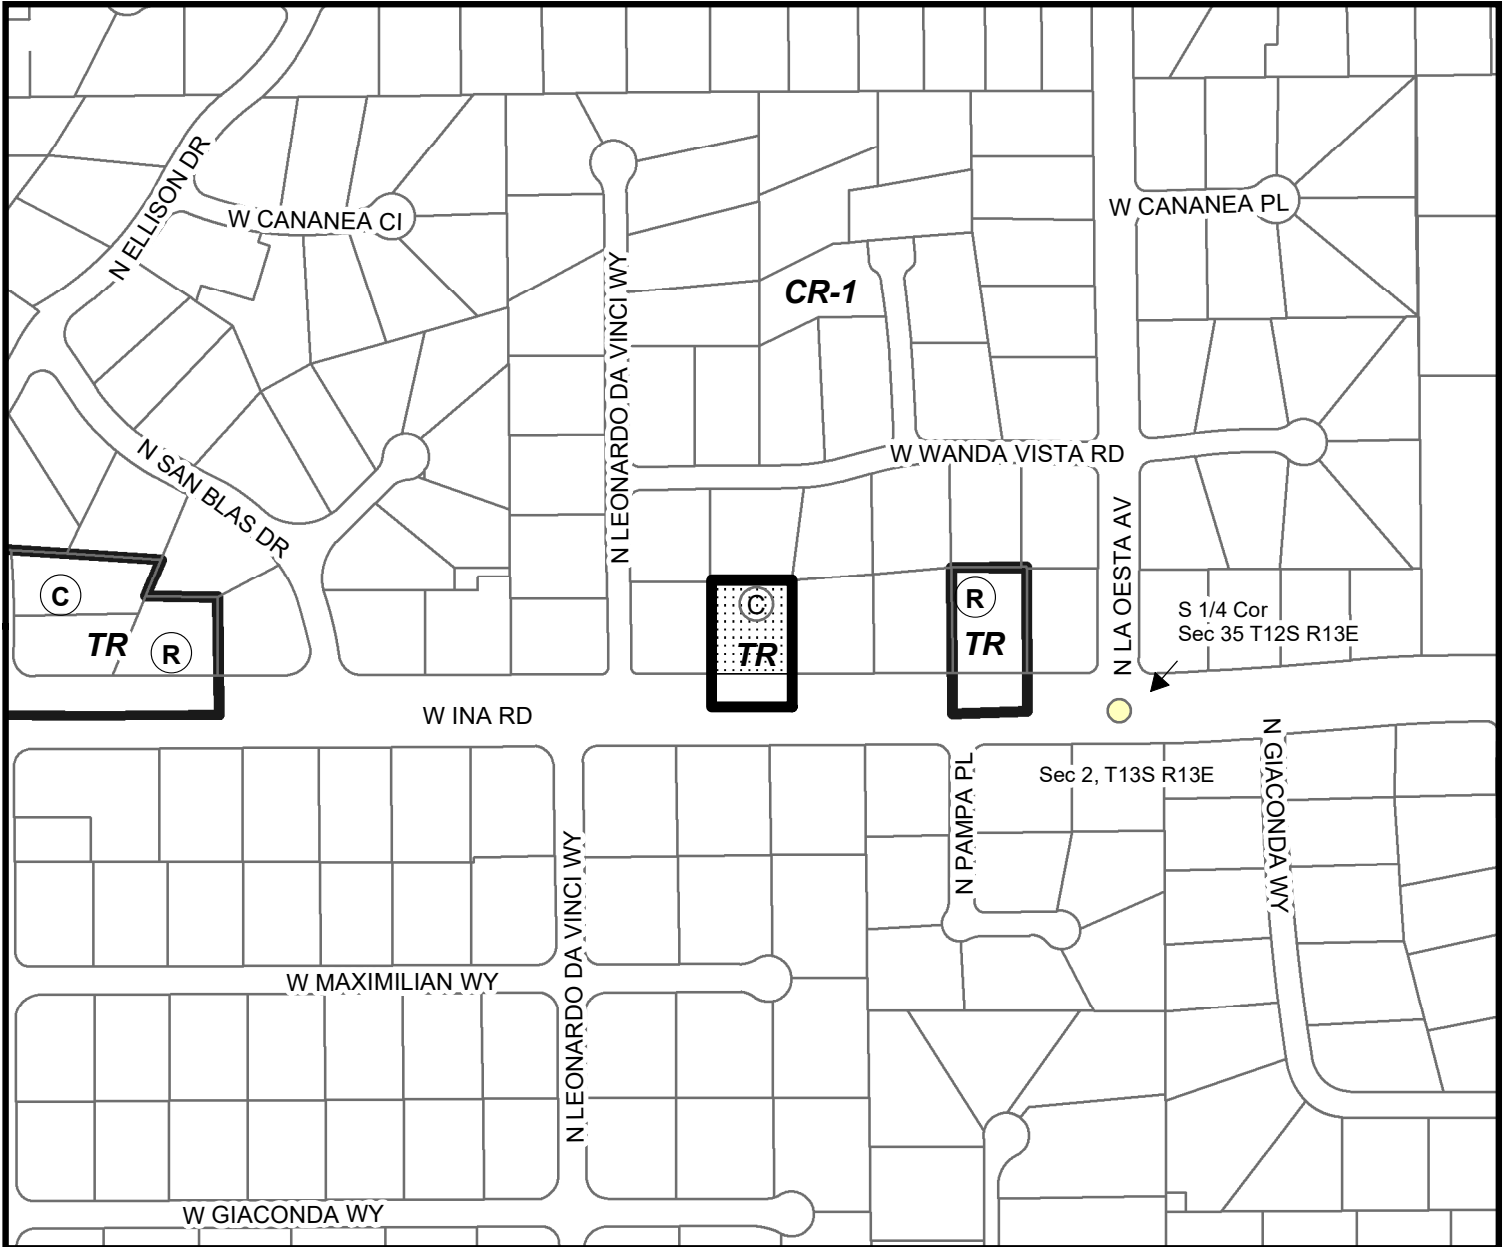 N ELLISON DR
W CANANEA CI
W CANANEA PL
CR-1
N LEONARDO DA VINCI WY
W WANDA VISTA RD
N SAN BLAS DR
N LA OESTA AV
C
TR
R
C
TR
R
TR
S 1/4 Cor
Sec 35 T12S R13E
W INA RD
N GIACONDA WY
N PAMPA PL
Sec 2, T13S R13E
N LEONARDO DA VINCI WY
W MAXIMILIAN WY
W GIACONDA WY